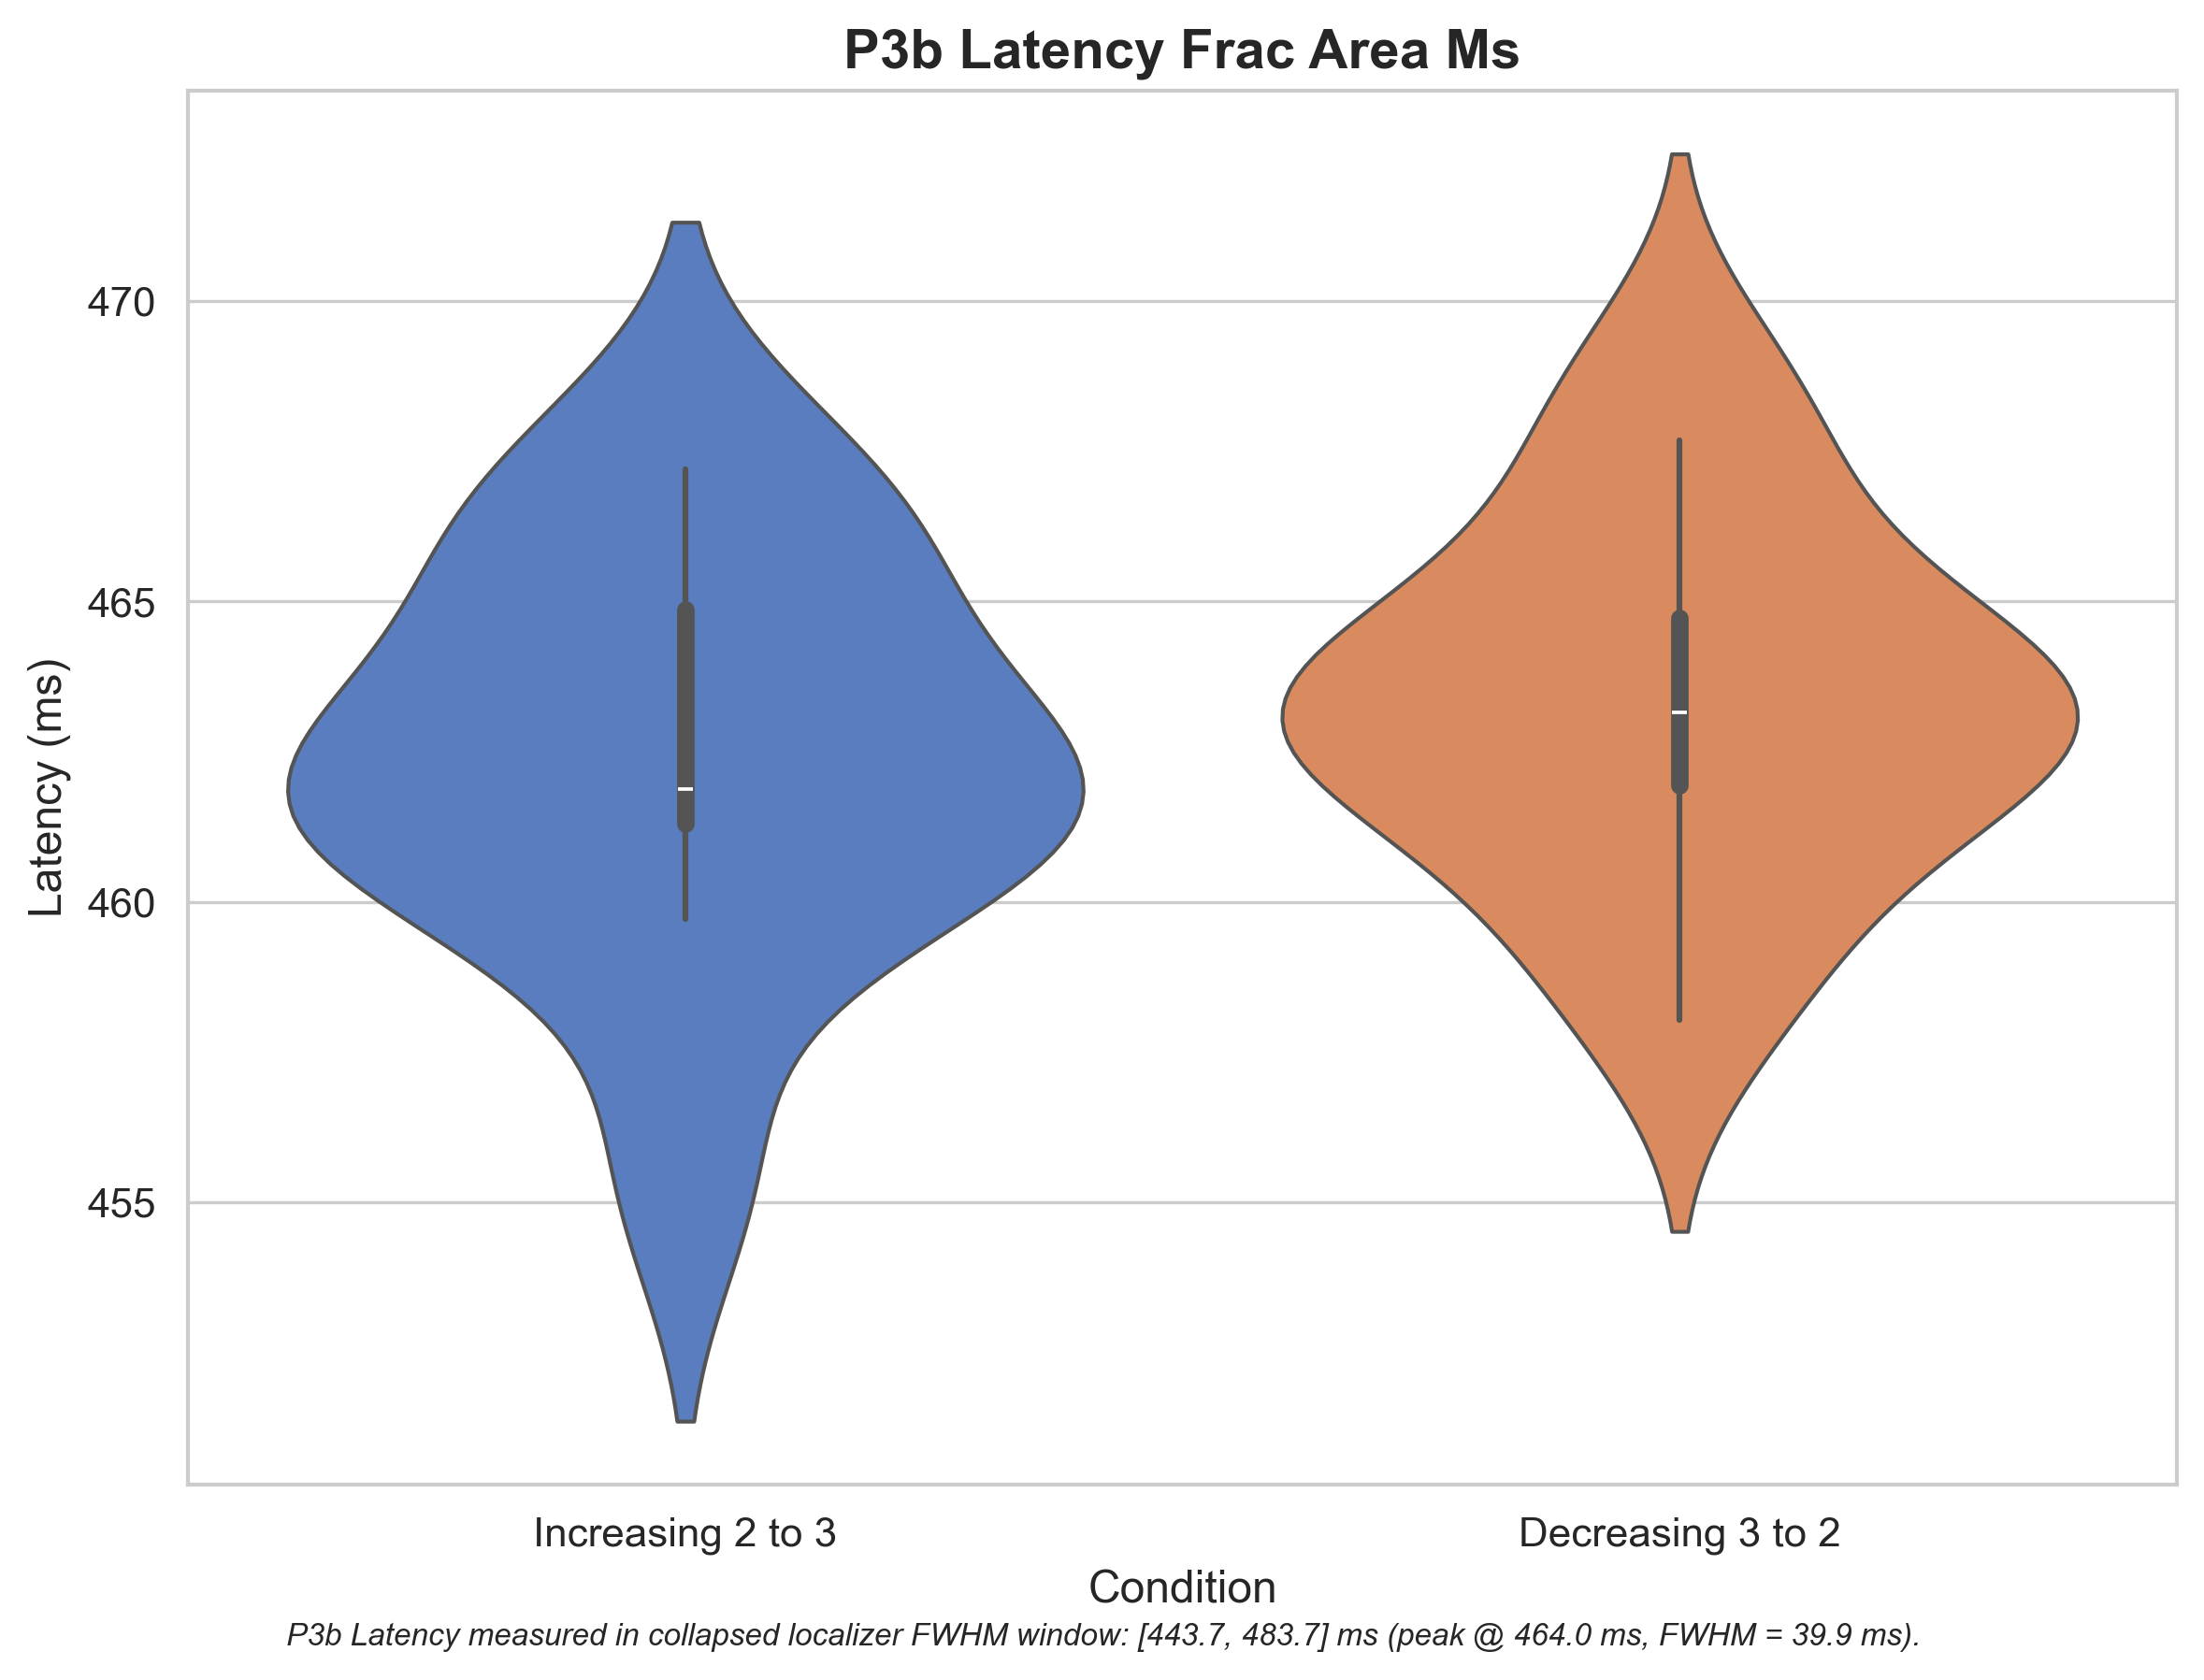 P3b Latency Frac Area Ms
Latency (ms)
470
465
460
455
Increasing 2 to 3
Decreasing 3 to 2
Condition
P3b Latency measured in collapsed localizer FWHM window: [443.7, 483.7] ms (peak @ 464.0 ms, FWHM = 39.9 ms).